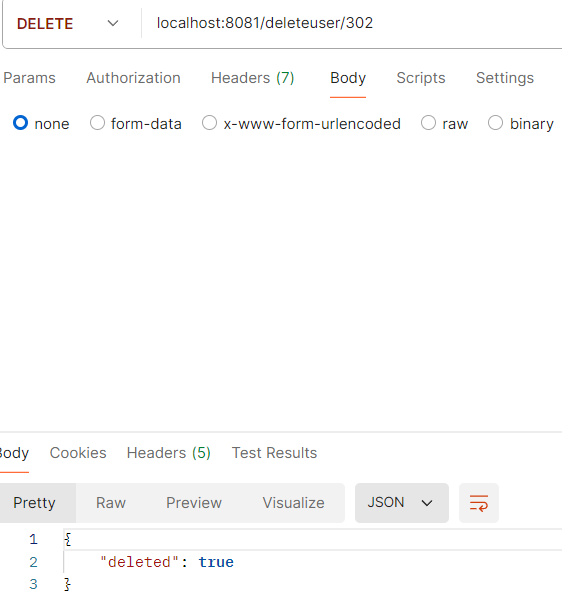 DELETE localhost:8081/deleteuser/302
Params Authorization Headers (7) Body Scripts Settings
none form-data x-www-form-urlencoded raw binary
Body Cookies Headers (5) Test Results
Pretty Raw Preview Visualize JSON
1 {
2 "deleted": true
3 }